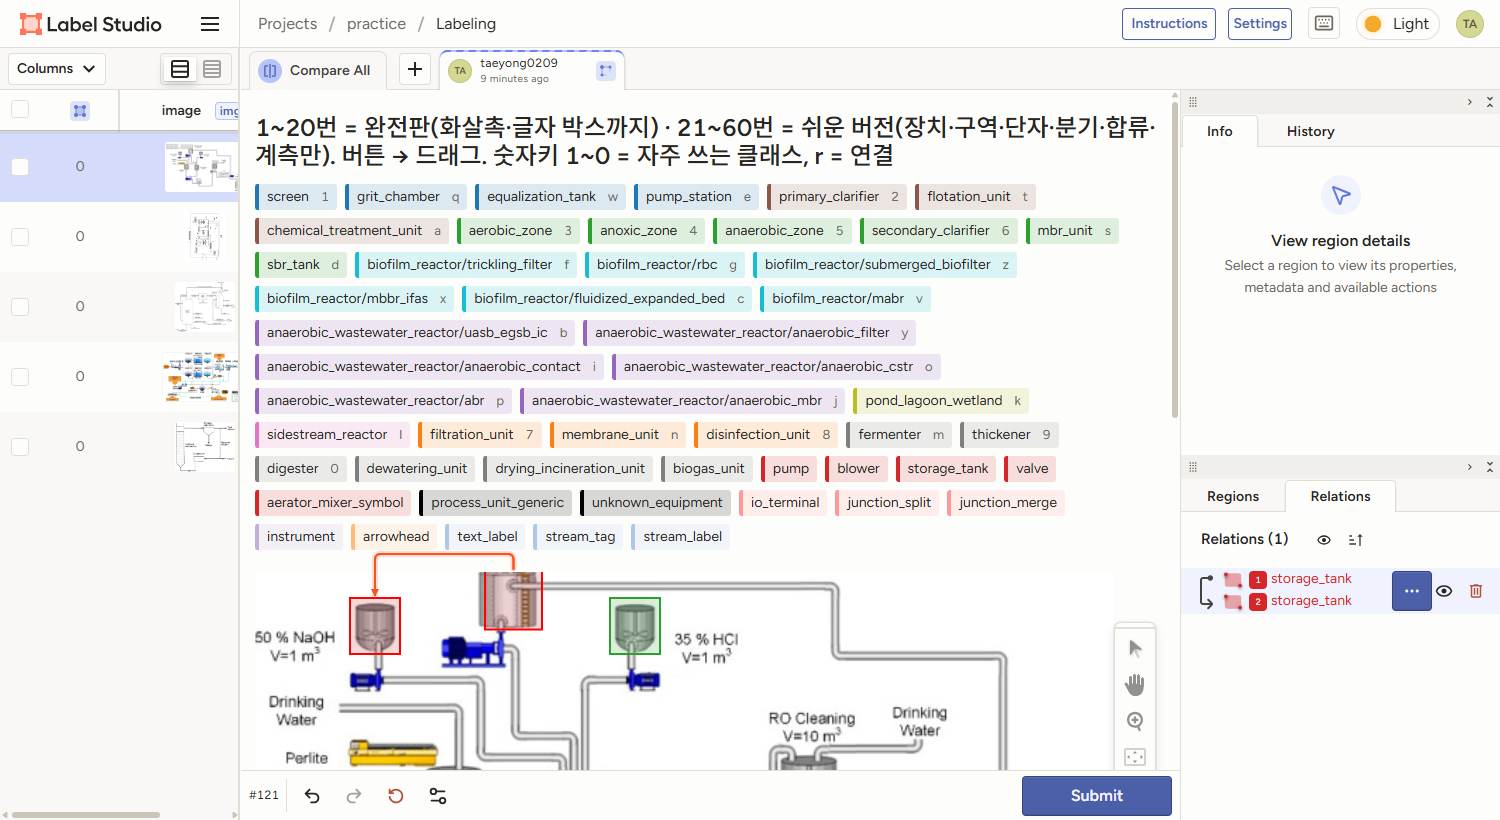 Label Studio
Projects / practice / Labeling
Instructions
Settings
Light
TA
Columns
Compare All
+
TA
taeyong0209
9 minutes ago
image
img
0
0
0
0
0
1~20번 = 완전판(화살촉·글자 박스까지) · 21~60번 = 쉬운 버전(장치·구역·단자·분기·합류·
계측만). 버튼 → 드래그. 숫자키 1~0 = 자주 쓰는 클래스, r = 연결
screen 1 grit_chamber q equalization_tank w pump_station e primary_clarifier 2 flotation_unit t
chemical_treatment_unit a aerobic_zone 3 anoxic_zone 4 anaerobic_zone 5 secondary_clarifier 6 mbr_unit s
sbr_tank d biofilm_reactor/trickling_filter f biofilm_reactor/rbc g biofilm_reactor/submerged_biofilter z
biofilm_reactor/mbbr_ifas x biofilm_reactor/fluidized_expanded_bed c biofilm_reactor/mabr v
anaerobic_wastewater_reactor/uasb_egsb_ic b anaerobic_wastewater_reactor/anaerobic_filter y
anaerobic_wastewater_reactor/anaerobic_contact i anaerobic_wastewater_reactor/anaerobic_cstr o
anaerobic_wastewater_reactor/abr p anaerobic_wastewater_reactor/anaerobic_mbr j pond_lagoon_wetland k
sidestream_reactor l filtration_unit 7 membrane_unit n disinfection_unit 8 fermenter m thickener 9
digester 0 dewatering_unit drying_incineration_unit biogas_unit pump blower storage_tank valve
aerator_mixer_symbol process_unit_generic unknown_equipment io_terminal junction_split junction_merge
instrument arrowhead text_label stream_tag stream_label
50 % NaOH
V=1 m³
35 % HCl
V=1 m³
Drinking
Water
Perlite
RO Cleaning
V=10 m³
Drinking
Water
#121
Submit
Info
History
View region details
Select a region to view its properties,
metadata and available actions
Regions
Relations
Relations (1)
1 storage_tank
2 storage_tank